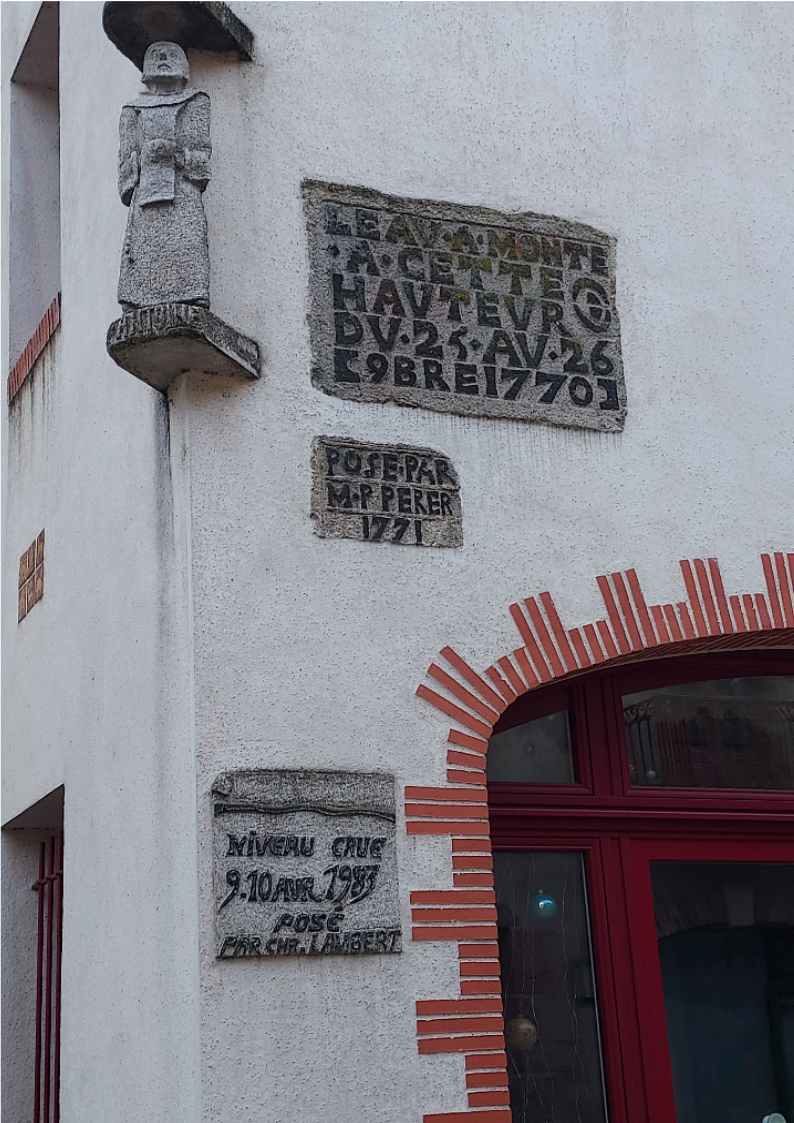 LEAV·A·MONTE
·A·CETTE
HAVTEVR
DV·25·AV·26
[9BRE1770]
POSE·PAR
M·P PERER
1771
NIVEAU CRUE
9.10 AVR.1983
POSE
PAR CHR. LAMBERT